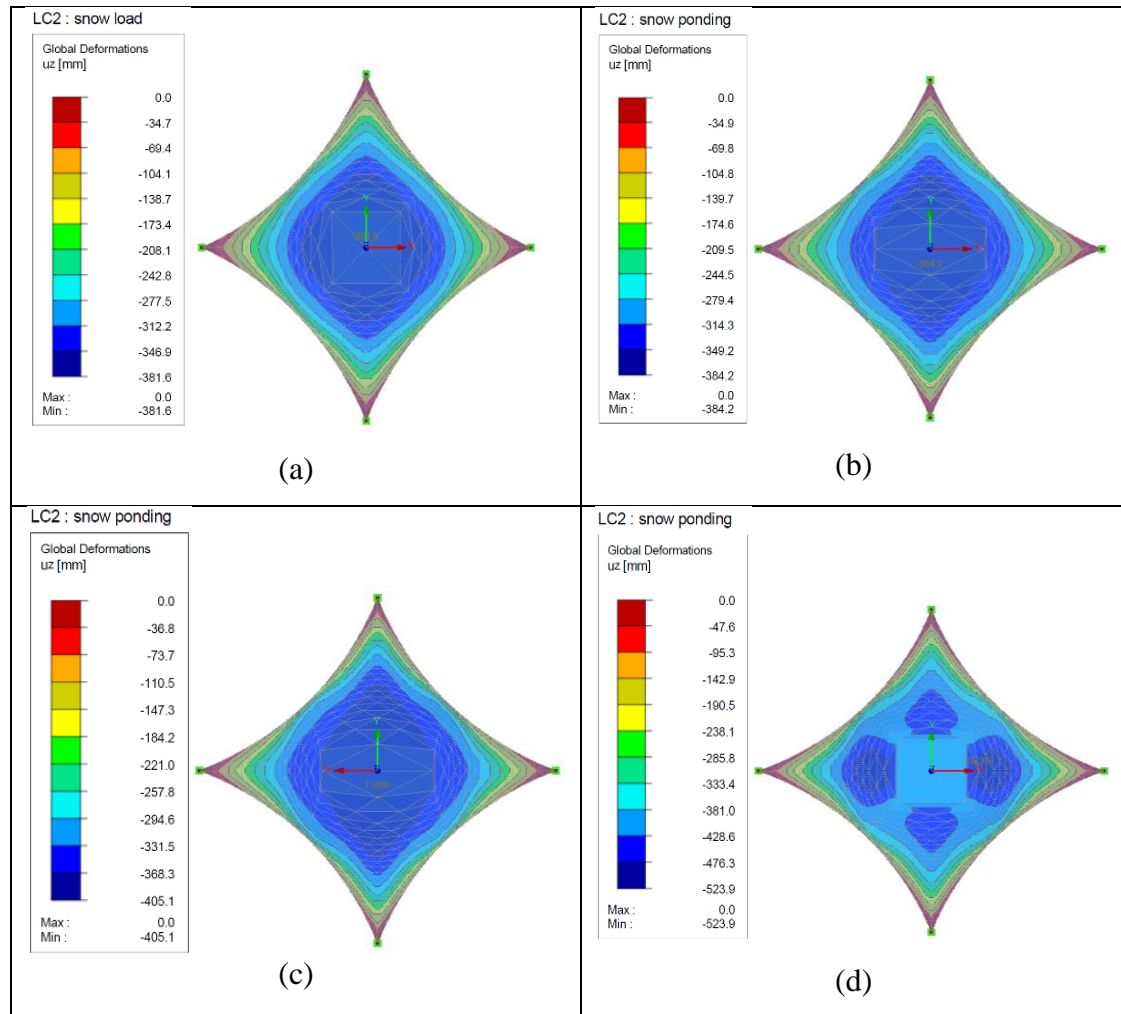 LC2 : snow load
Global Deformations
uz [mm]
0.0
-34.7
-69.4
-104.8
-138.7
-173.4
-208.1
-242.8
-277.5
-312.2
-346.9
-381.6
Max : 0.0
Min : -381.6
Y
X
(a)
LC2 : snow ponding
Global Deformations
uz [mm]
0.0
-34.9
-69.8
-104.8
-139.7
-174.6
-209.5
-244.5
-279.4
-314.3
-349.2
-384.2
Max : 0.0
Min : -384.2
Y
X
-384.2
(b)
LC2 : snow ponding
Global Deformations
uz [mm]
0.0
-36.8
-73.7
-110.5
-147.3
-184.2
-221.0
-257.8
-294.6
-331.5
-368.3
-405.1
Max : 0.0
Min : -405.1
Y
X
(c)
LC2 : snow ponding
Global Deformations
uz [mm]
0.0
-47.6
-95.3
-142.9
-190.5
-238.1
-285.8
-333.4
-381.0
-428.6
-476.3
-523.9
Max : 0.0
Min : -523.9
Y
X
(d)